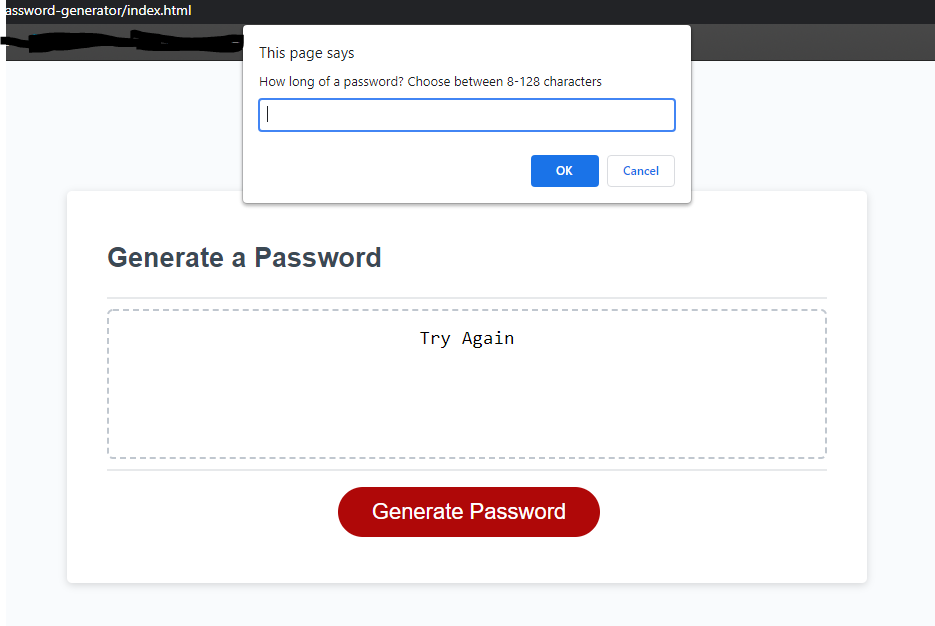 assword-generator/index.html
This page says
How long of a password? Choose between 8-128 characters
OK
Cancel
Generate a Password
Try Again
Generate Password